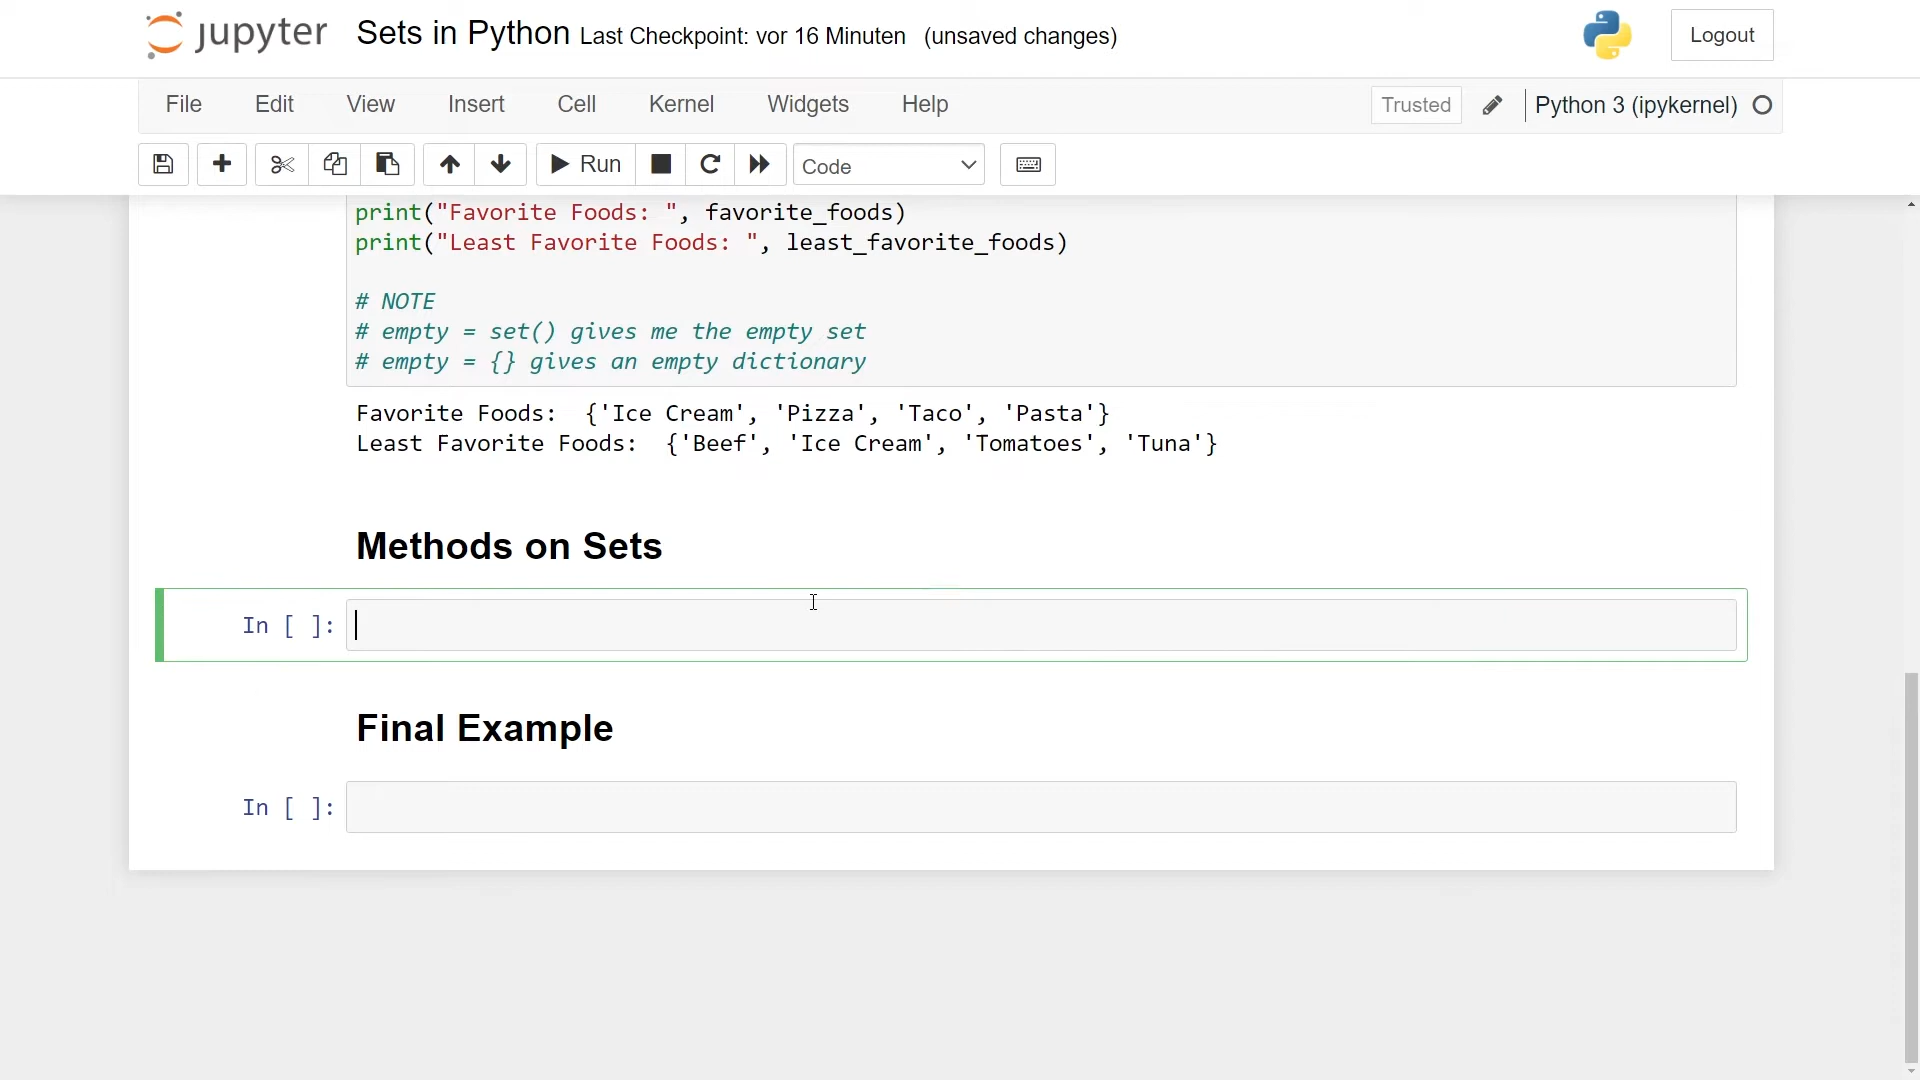 jupyter Sets in Python Last Checkpoint: vor 16 Minuten (unsaved changes) Logout
File Edit View Insert Cell Kernel Widgets Help Trusted Python 3 (ipykernel)
Run Code
print("Favorite Foods: ", favorite_foods)
print("Least Favorite Foods: ", least_favorite_foods)
# NOTE
# empty = set() gives me the empty set
# empty = {} gives an empty dictionary
Favorite Foods:  {'Ice Cream', 'Pizza', 'Taco', 'Pasta'}
Least Favorite Foods:  {'Beef', 'Ice Cream', 'Tomatoes', 'Tuna'}
Methods on Sets
In [ ]:
Final Example
In [ ]: